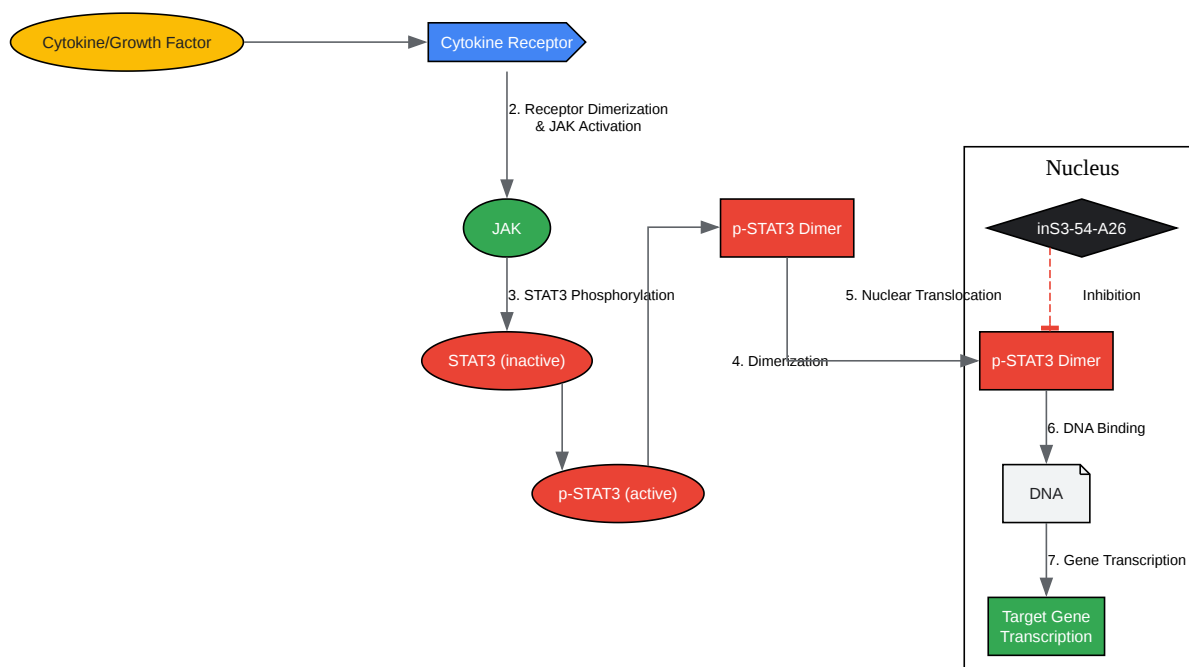 Cytokine/Growth Factor
Cytokine Receptor
2. Receptor Dimerization
& JAK Activation
Nucleus
JAK
p-STAT3 Dimer
inS3-54-A26
3. STAT3 Phosphorylation
5. Nuclear Translocation
Inhibition
STAT3 (inactive)
4. Dimerization
p-STAT3 Dimer
6. DNA Binding
p-STAT3 (active)
DNA
7. Gene Transcription
Target Gene
Transcription